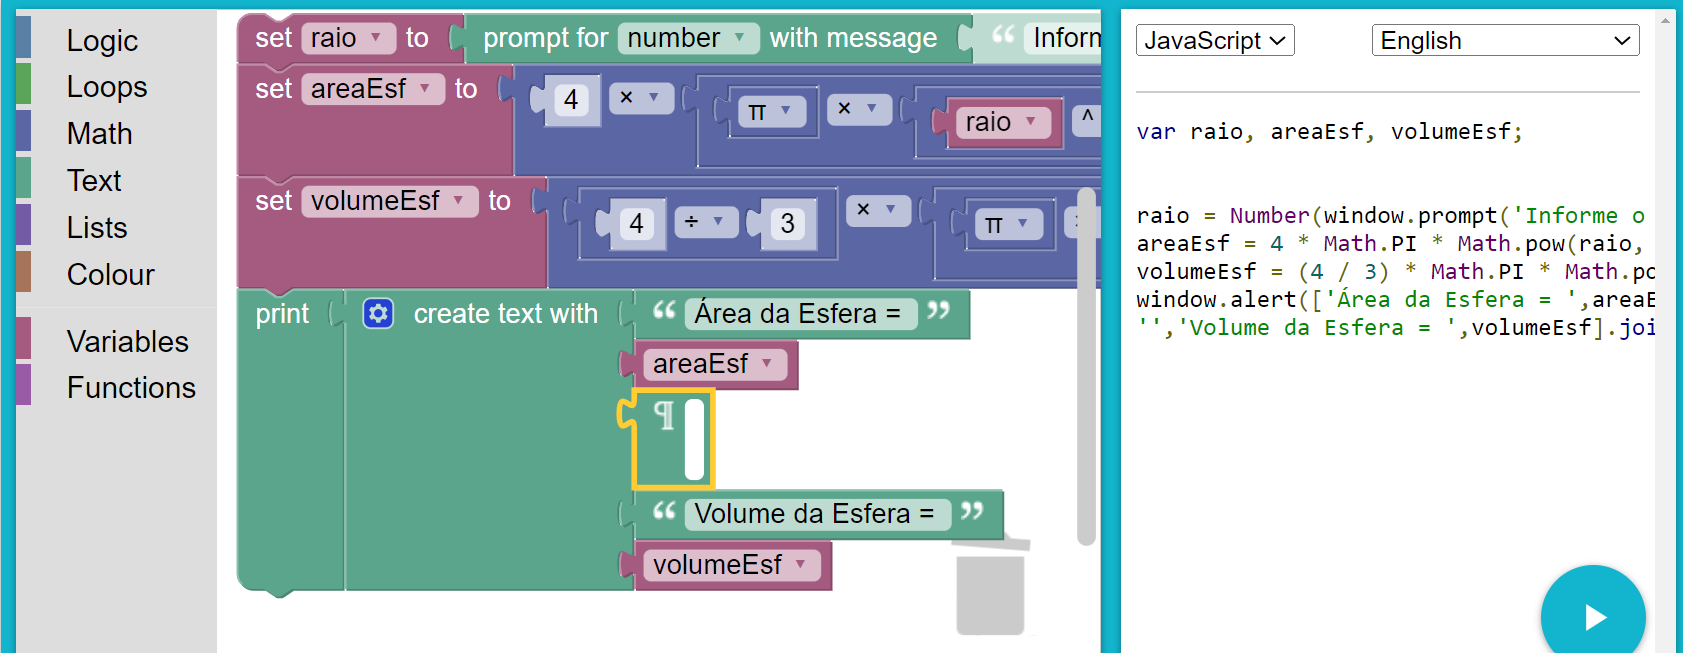 Logic
Loops
Math
Text
Lists
Colour
Variables
Functions
set raio ▼ to prompt for number ▼ with message “ Inform
set areaEsf ▼ to 4 × ▼ π ▼ × ▼ raio ▼ ^
set volumeEsf ▼ to 4 ÷ ▼ 3 × ▼ π ▼
print create text with “ Área da Esfera = ”
areaEsf ▼
¶
“ Volume da Esfera = ”
volumeEsf ▼
JavaScript
English
var raio, areaEsf, volumeEsf;
raio = Number(window.prompt('Informe o
areaEsf = 4 * Math.PI * Math.pow(raio,
volumeEsf = (4 / 3) * Math.PI * Math.po
window.alert(['Área da Esfera = ',areaE
'','Volume da Esfera = ',volumeEsf].joi